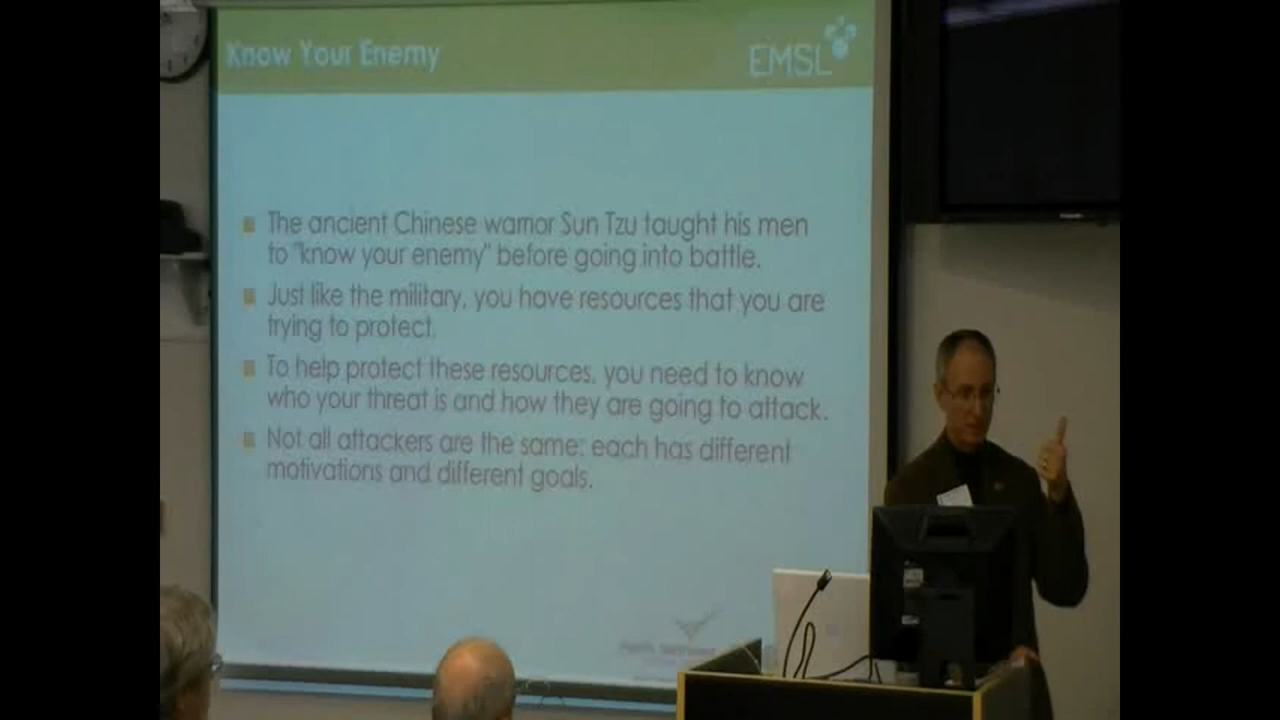 Know Your Enemy
EMSL
The ancient Chinese warrior Sun Tzu taught his men
to "know your enemy" before going into battle.
Just like the military, you have resources that you are
trying to protect.
To help protect these resources, you need to know
who your threat is and how they are going to attack.
Not all attackers are the same: each has different
motivations and different goals.